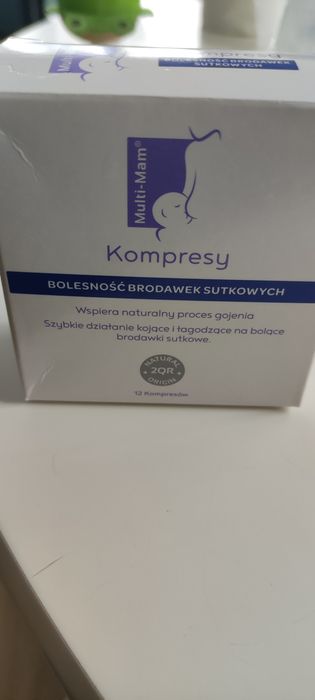 Multi-Mam
Kompresy
BOLESNOŚĆ BRODAWEK
SUTKOWYCH
Multi-Mam®
Kompresy
BOLESNOŚĆ BRODAWEK SUTKOWYCH
Wspiera naturalny proces gojenia
Szybkie działanie kojące i łagodzące na bolące
brodawki sutkowe.
NATURAL
2QR
ORIGIN
12 Kompresów